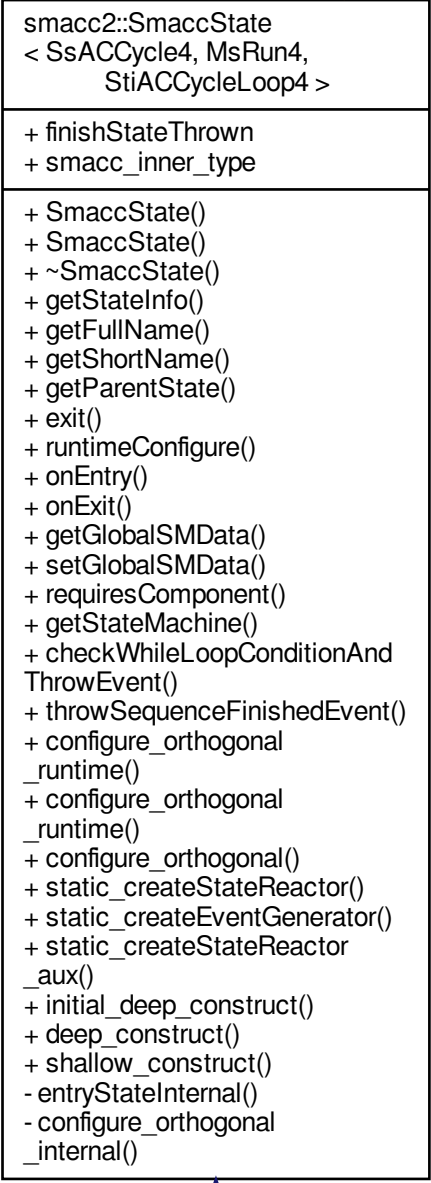 smacc2::SmaccState
< SsACCycle4, MsRun4,
StiACCycleLoop4 >
+ finishStateThrown
+ smacc_inner_type
+ SmaccState()
+ SmaccState()
+ ~SmaccState()
+ getStateInfo()
+ getFullName()
+ getShortName()
+ getParentState()
+ exit()
+ runtimeConfigure()
+ onEntry()
+ onExit()
+ getGlobalSMData()
+ setGlobalSMData()
+ requiresComponent()
+ getStateMachine()
+ checkWhileLoopConditionAnd
ThrowEvent()
+ throwSequenceFinishedEvent()
+ configure_orthogonal
_runtime()
+ configure_orthogonal
_runtime()
+ configure_orthogonal()
+ static_createStateReactor()
+ static_createEventGenerator()
+ static_createStateReactor
_aux()
+ initial_deep_construct()
+ deep_construct()
+ shallow_construct()
- entryStateInternal()
- configure_orthogonal
_internal()